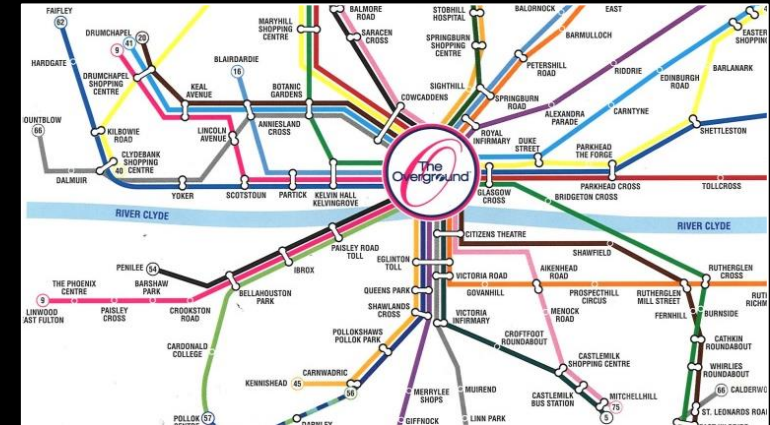 FAIFLEY
62
HARDGATE
DRUMCHAPEL
41
20
9
DRUMCHAPEL
SHOPPING
CENTRE
KEAL
AVENUE
BLAIRDARDIE
16
MARYHILL
SHOPPING
CENTRE
BALMORE
ROAD
SARACEN
CROSS
BOTANIC
GARDENS
COWCADDENS
STOBHILL
HOSPITAL
SPRINGBURN
SHOPPING
CENTRE
SIGHTHILL
BALORNOCK
EAST
BARMULLOCH
PETERSHILL
ROAD
SPRINGBURN
ROAD
RIDDRIE
ALEXANDRA
PARADE
CARNTYNE
EDINBURGH
ROAD
BARLANARK
EASTER
SHOPPING
SHETTLESTON
OUNTBLOW
66
KILBOWIE
ROAD
CLYDEBANK
SHOPPING
CENTRE
40
DALMUIR
LINCOLN
AVENUE
ANNIESLAND
CROSS
YOKER
SCOTSTOUN
PARTICK
KELVIN HALL
KELVINGROVE
The
Overground
ROYAL
INFIRMARY
DUKE
STREET
PARKHEAD
THE FORGE
GLASGOW
CROSS
PARKHEAD CROSS
TOLLCROSS
BRIDGETON CROSS
RIVER CLYDE
RIVER CLYDE
CITIZENS THEATRE
SHAWFIELD
PAISLEY ROAD
TOLL
IBROX
PENILEE
54
BARSHAW
PARK
THE PHOENIX
CENTRE
9
LINWOOD
AST FULTON
PAISLEY
CROSS
CROOKSTON
ROAD
BELLAHOUSTON
PARK
CARDONALD
COLLEGE
POLLOK
57
EGLINTON
TOLL
QUEENS PARK
SHAWLANDS
CROSS
POLLOKSHAWS
POLLOK PARK
CARNWADRIC
KENNISHEAD
45
56
DARNLEY
VICTORIA ROAD
GOVANHILL
VICTORIA
INFIRMARY
AIKENHEAD
ROAD
PROSPECTHILL
CIRCUS
MENOCK
ROAD
CROFTFOOT
ROUNDABOUT
CASTLEMILK
SHOPPING CENTRE
CASTLEMILK
BUS STATION
MITCHELLHILL
75
5
MERRYLEE
SHOPS
MUIREND
GIFFNOCK
LINN PARK
RUTHERGLEN
CROSS
RUTHERGLEN
MILL STREET
FERNHILL
BURNSIDE
CATHKIN
ROUNDABOUT
WHIRLIES
ROUNDABOUT
66
CALDERWO
ST. LEONARDS ROA